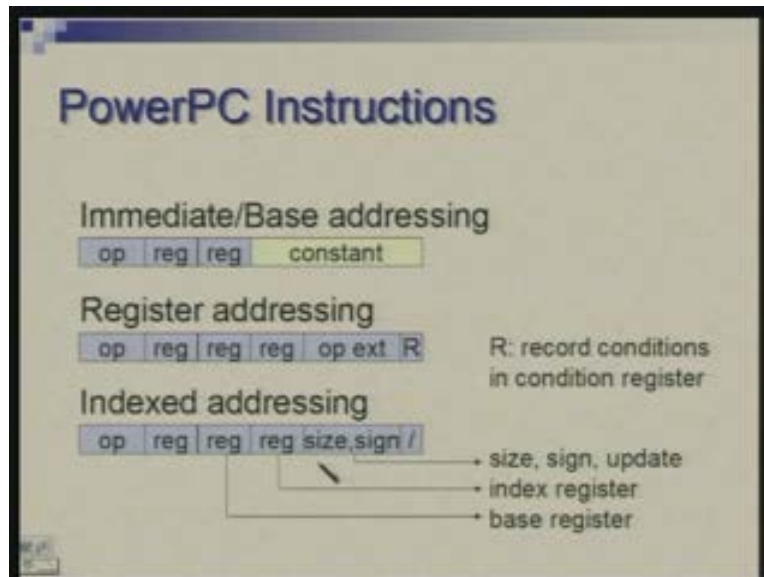 PowerPC Instructions
Immediate/Base addressing
op reg reg constant
Register addressing
op reg reg reg op ext R
R: record conditions
in condition register
Indexed addressing
op reg reg reg size,sign /
size, sign, update
index register
base register